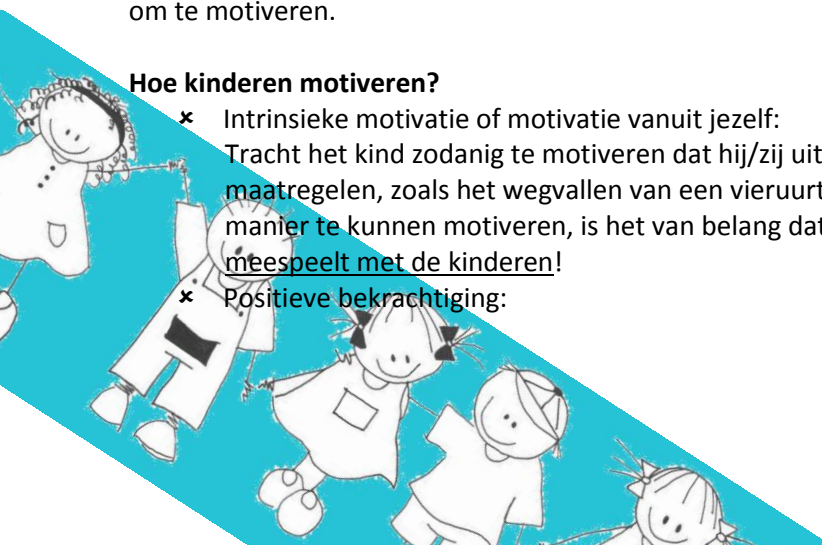 om te motiveren.
Hoe kinderen motiveren?
× Intrinsieke motivatie of motivatie vanuit jezelf:
Tracht het kind zodanig te motiveren dat hij/zij uit
maatregelen, zoals het wegvallen van een vieruurt
manier te kunnen motiveren, is het van belang dat
meespeelt met de kinderen!
× Positieve bekrachtiging: